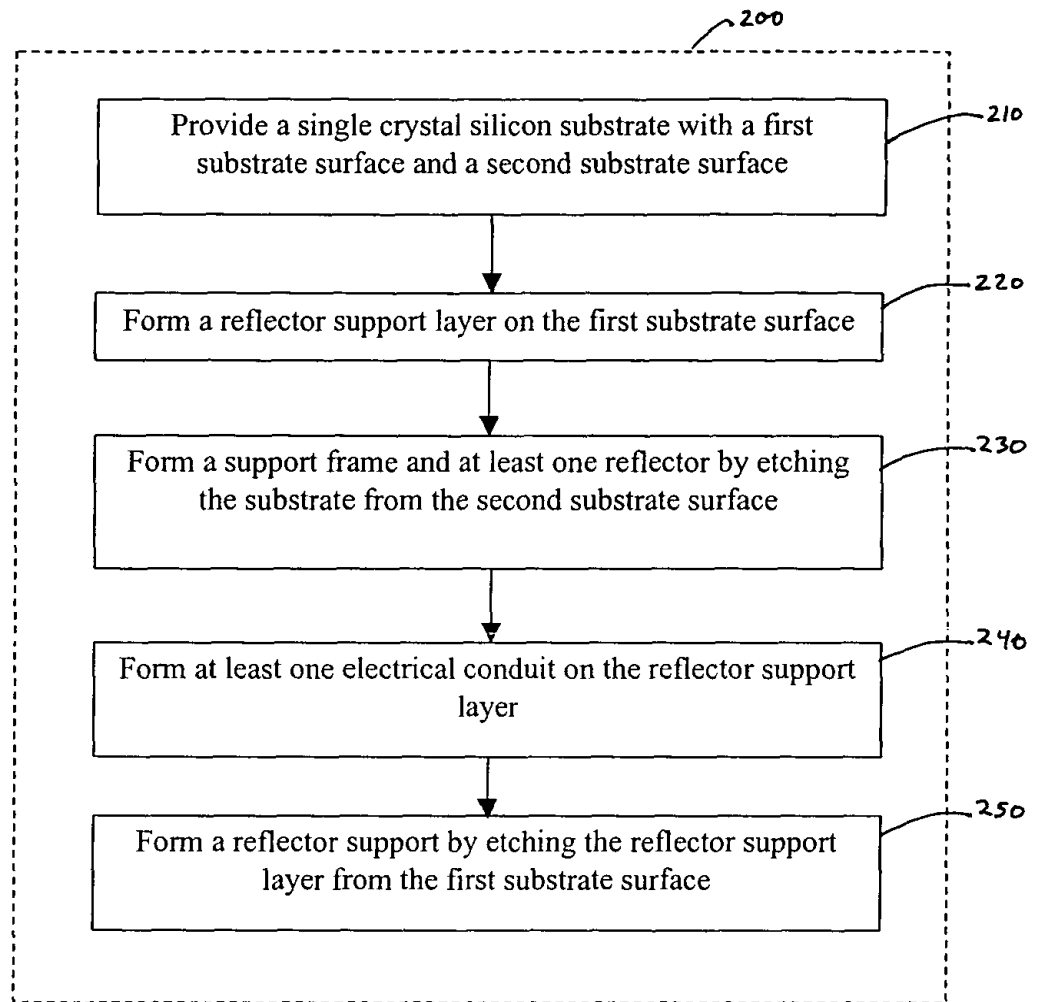 200
Provide a single crystal silicon substrate with a first
substrate surface and a second substrate surface
210
Form a reflector support layer on the first substrate surface
220
Form a support frame and at least one reflector by etching
the substrate from the second substrate surface
230
Form at least one electrical conduit on the reflector support
layer
240
Form a reflector support by etching the reflector support
layer from the first substrate surface
250